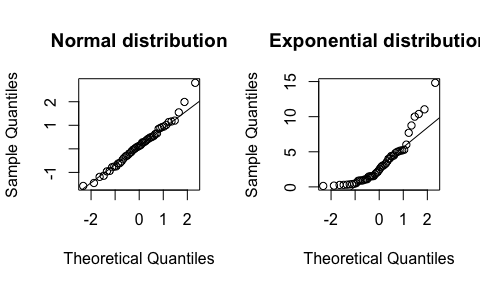 Normal distribution
Sample Quantiles
2
1
-1
-2
0
1
2
Theoretical Quantiles
Exponential distribution
Sample Quantiles
15
10
5
0
-2
0
1
2
Theoretical Quantiles